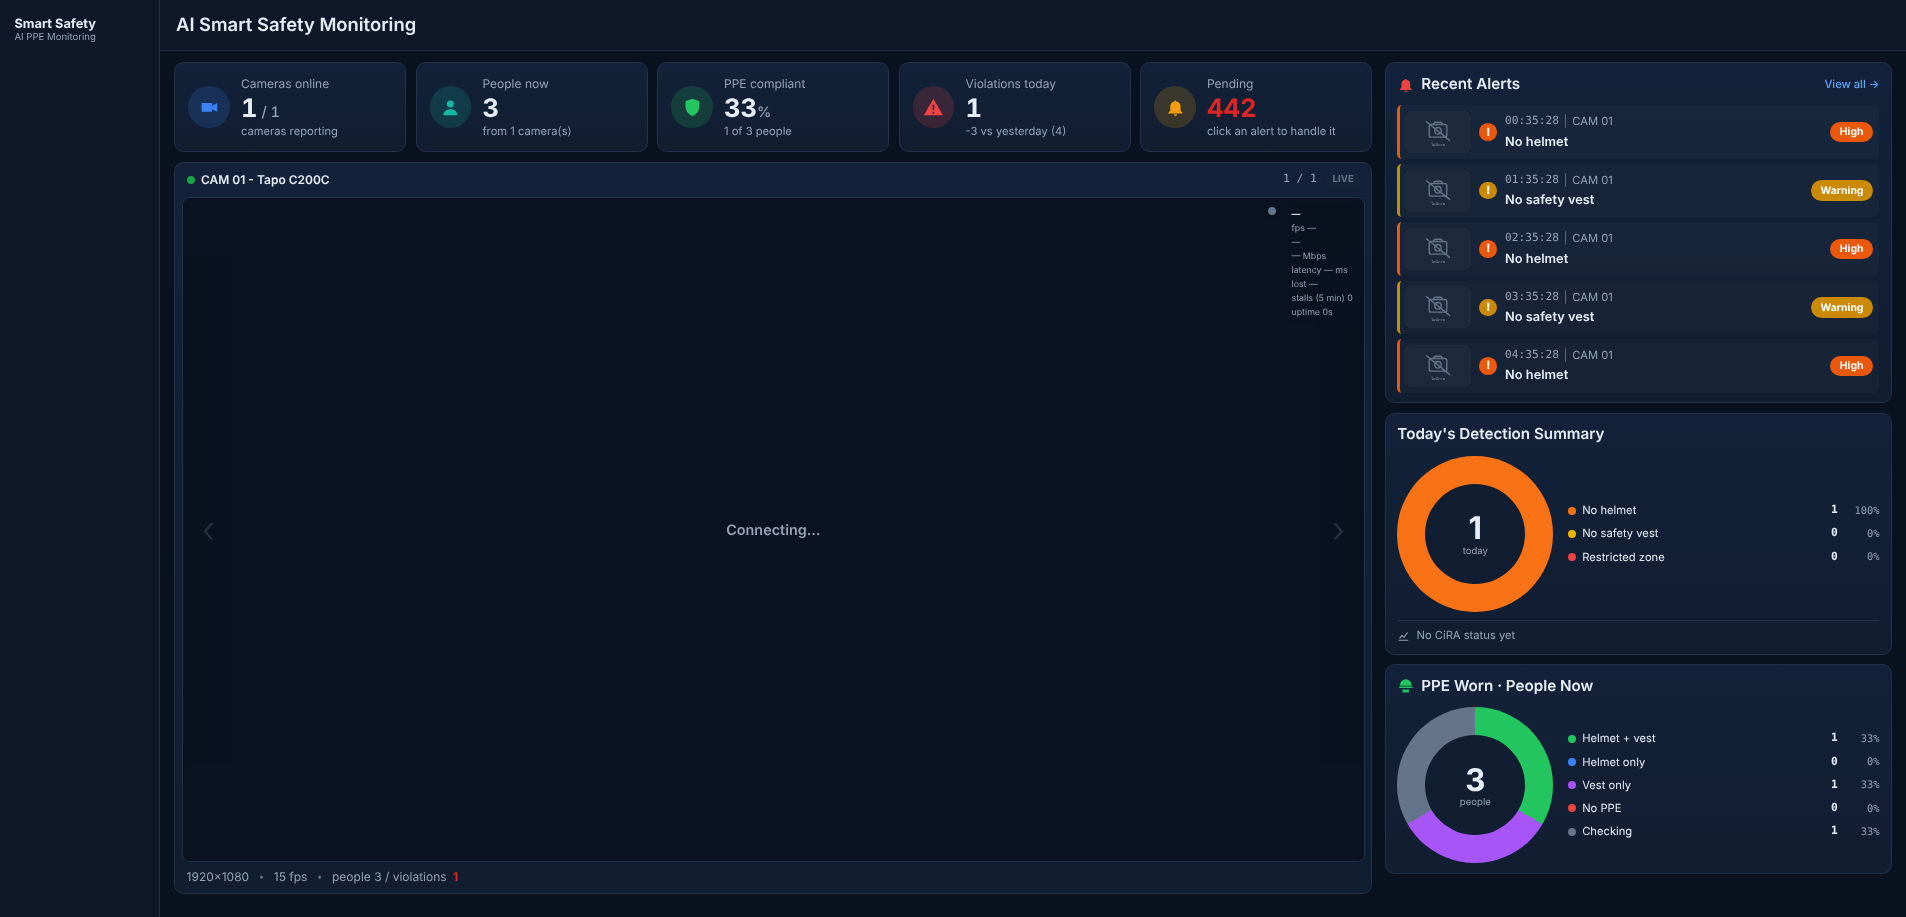 Smart Safety
AI PPE Monitoring
AI Smart Safety Monitoring
Cameras online
1 / 1
cameras reporting
People now
3
from 1 camera(s)
PPE compliant
33%
1 of 3 people
Violations today
1
-3 vs yesterday (4)
Pending
442
click an alert to handle it
CAM 01 - Tapo C200C
1 / 1 LIVE
—
fps —
—
— Mbps
latency — ms
lost —
stalls (5 min) 0
uptime 0s
Connecting...
1920×1080 • 15 fps • people 3 / violations 1
Recent Alerts
View all →
00:35:28 | CAM 01
No helmet
High
01:35:28 | CAM 01
No safety vest
Warning
02:35:28 | CAM 01
No helmet
High
03:35:28 | CAM 01
No safety vest
Warning
04:35:28 | CAM 01
No helmet
High
Today's Detection Summary
1
today
No helmet 1 100%
No safety vest 0 0%
Restricted zone 0 0%
No CiRA status yet
PPE Worn · People Now
3
people
Helmet + vest 1 33%
Helmet only 0 0%
Vest only 1 33%
No PPE 0 0%
Checking 1 33%